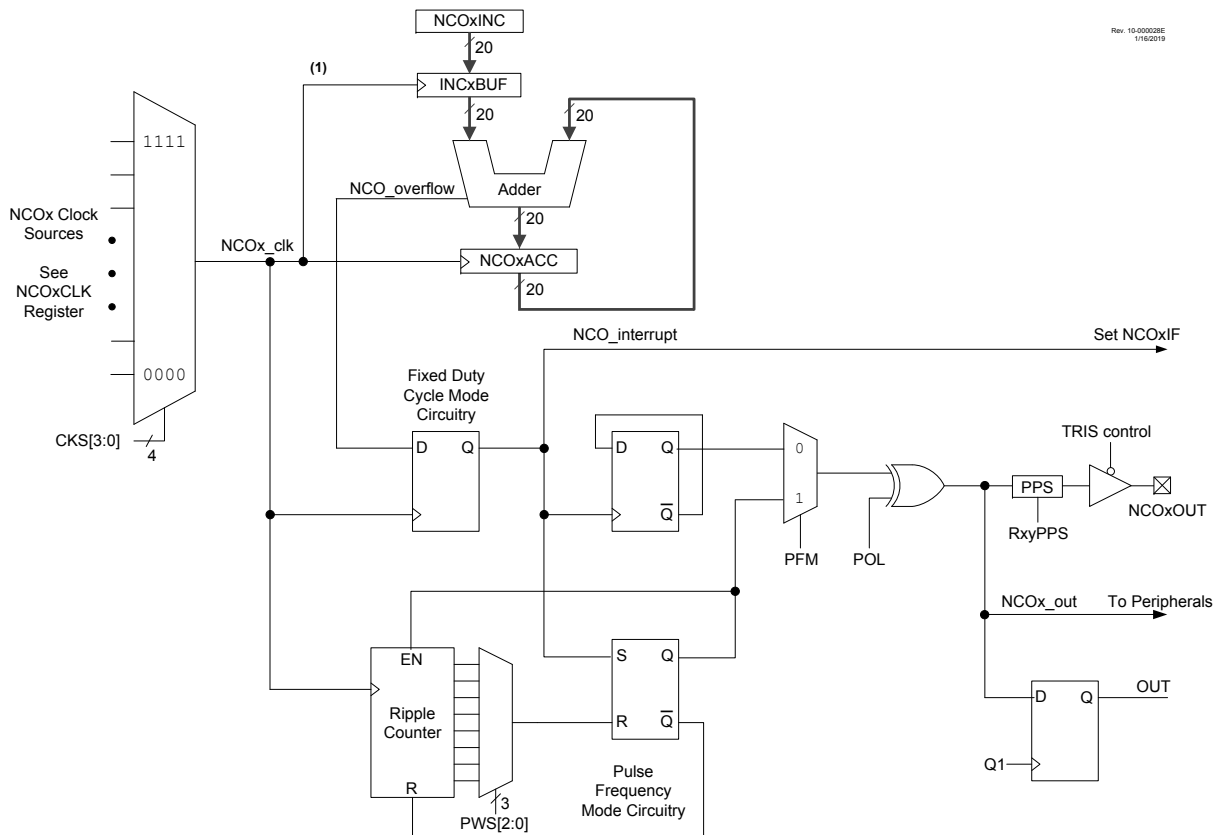 NCOxINC
Rev. 10-000028E
1/16/2019
20
(1)
INCxBUF
20
20
1111
NCO_overflow
Adder
20
NCOx Clock
Sources
See
NCOxCLK
Register
NCOx_clk
NCOxACC
20
0000
CKS[3:0]
4
NCO_interrupt
Set NCOxIF
Fixed Duty
Cycle Mode
Circuitry
D
Q
D
Q
Q
0
1
PFM
POL
TRIS control
PPS
RxyPPS
NCOxOUT
NCOx_out
To Peripherals
EN
Ripple
Counter
R
3
PWS[2:0]
S
Q
R
Q
Pulse
Frequency
Mode Circuitry
D
Q
OUT
Q1